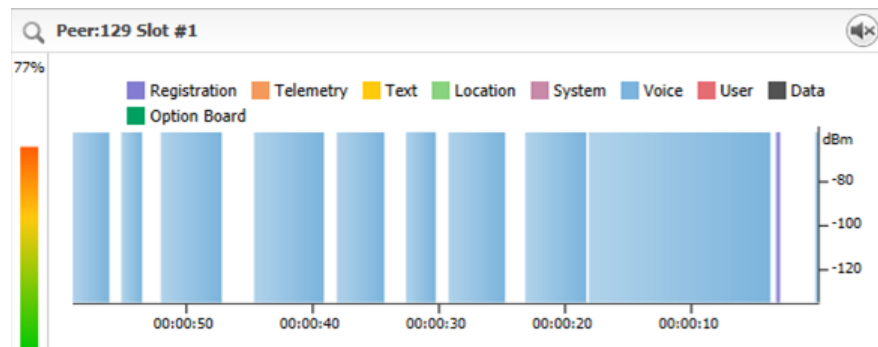 Peer:129 Slot #1
77%
Registration Telemetry Text Location System Voice User Data
Option Board
dBm
-80
-100
-120
00:00:50 00:00:40 00:00:30 00:00:20 00:00:10